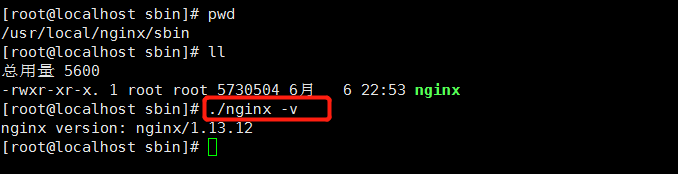 [root@localhost sbin]# pwd
/usr/local/nginx/sbin
[root@localhost sbin]# ll
总用量 5600
-rwxr-xr-x. 1 root root 5730504 6月   6 22:53 nginx
[root@localhost sbin]# ./nginx -v
nginx version: nginx/1.13.12
[root@localhost sbin]#